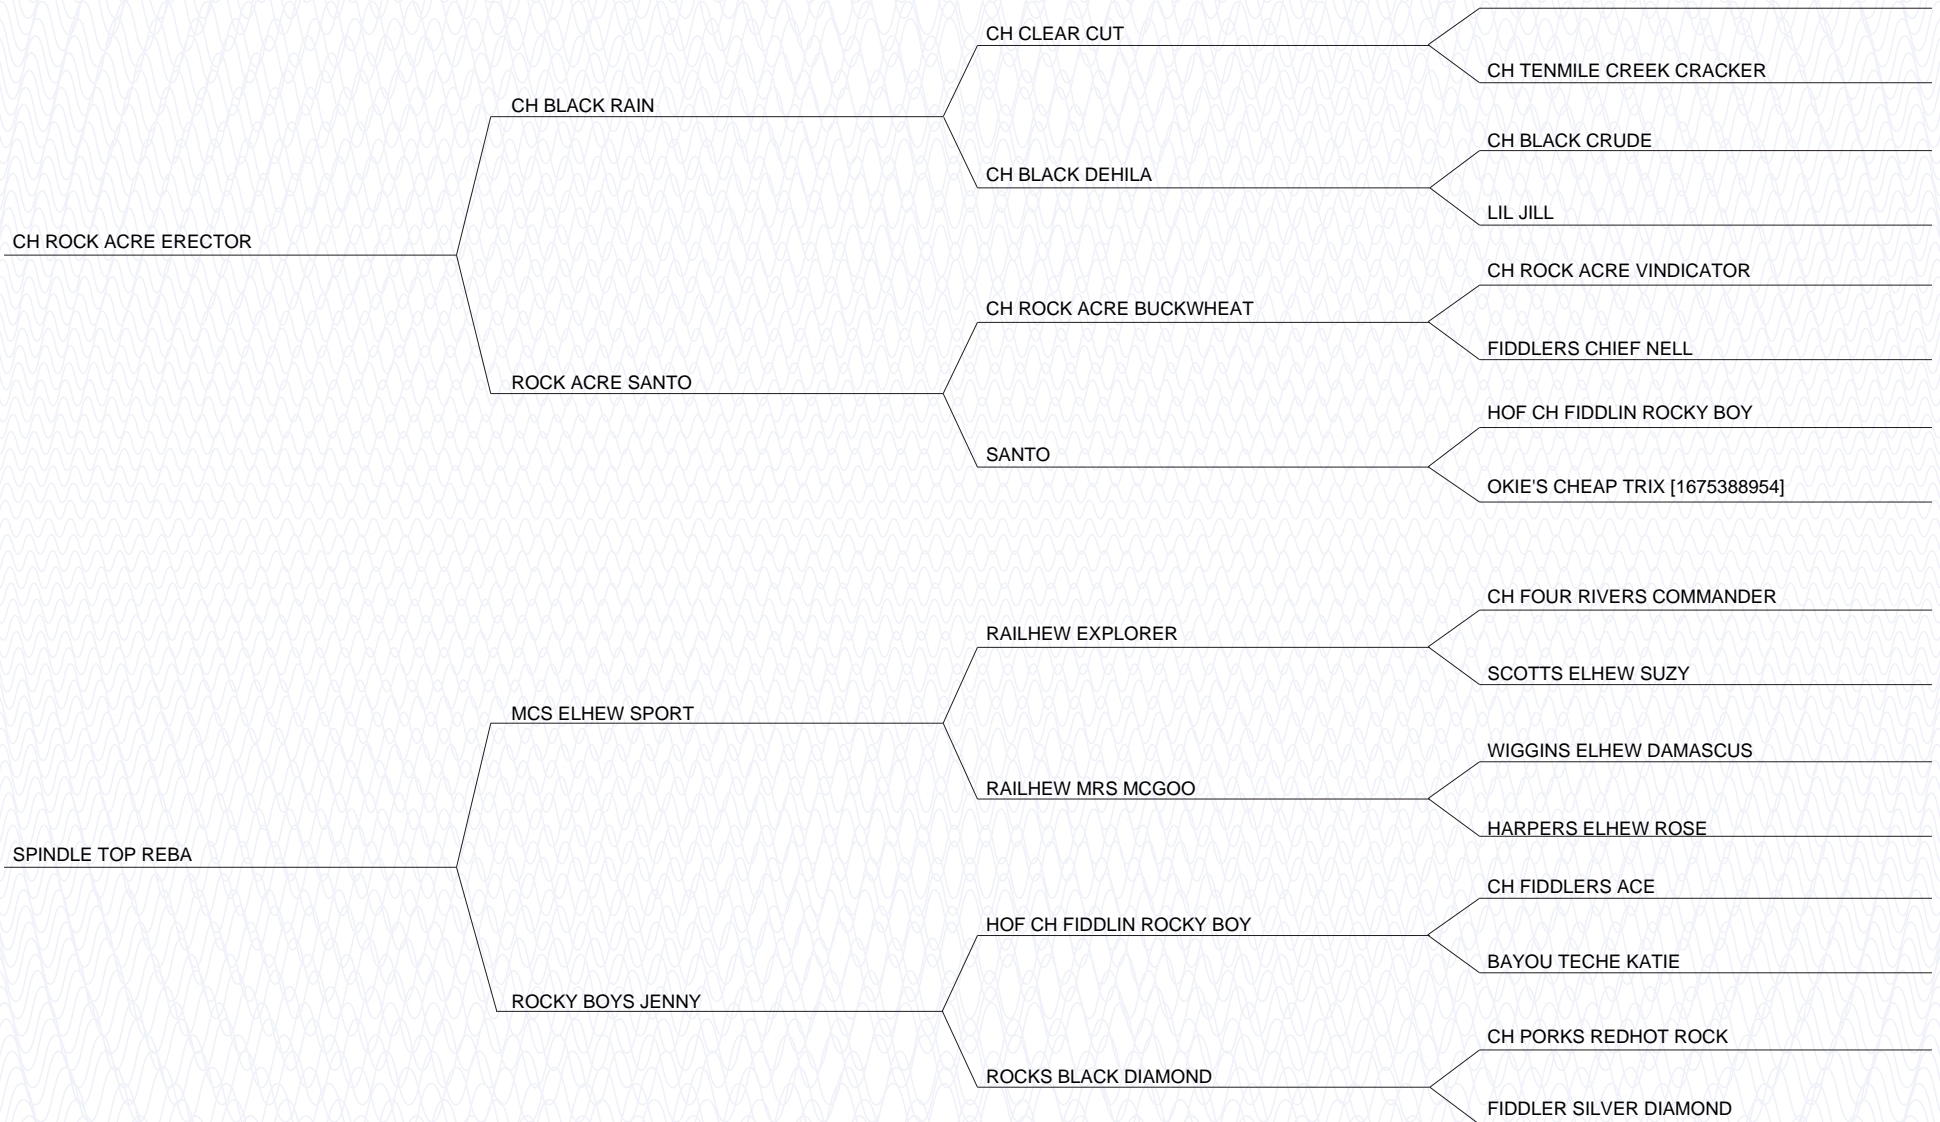 CH CLEAR CUT
CH TENMILE CREEK CRACKER
CH BLACK RAIN
CH BLACK CRUDE
CH BLACK DEHILA
LIL JILL
CH ROCK ACRE ERECTOR
CH ROCK ACRE VINDICATOR
CH ROCK ACRE BUCKWHEAT
FIDDLERS CHIEF NELL
ROCK ACRE SANTO
HOF CH FIDDLIN ROCKY BOY
SANTO
OKIE'S CHEAP TRIX [1675388954]
CH FOUR RIVERS COMMANDER
RAILHEW EXPLORER
SCOTTS ELHEW SUZY
MCS ELHEW SPORT
WIGGINS ELHEW DAMASCUS
RAILHEW MRS MCGOO
HARPERS ELHEW ROSE
SPINDLE TOP REBA
CH FIDDLERS ACE
HOF CH FIDDLIN ROCKY BOY
BAYOU TECHE KATIE
ROCKY BOYS JENNY
CH PORKS REDHOT ROCK
ROCKS BLACK DIAMOND
FIDDLER SILVER DIAMOND